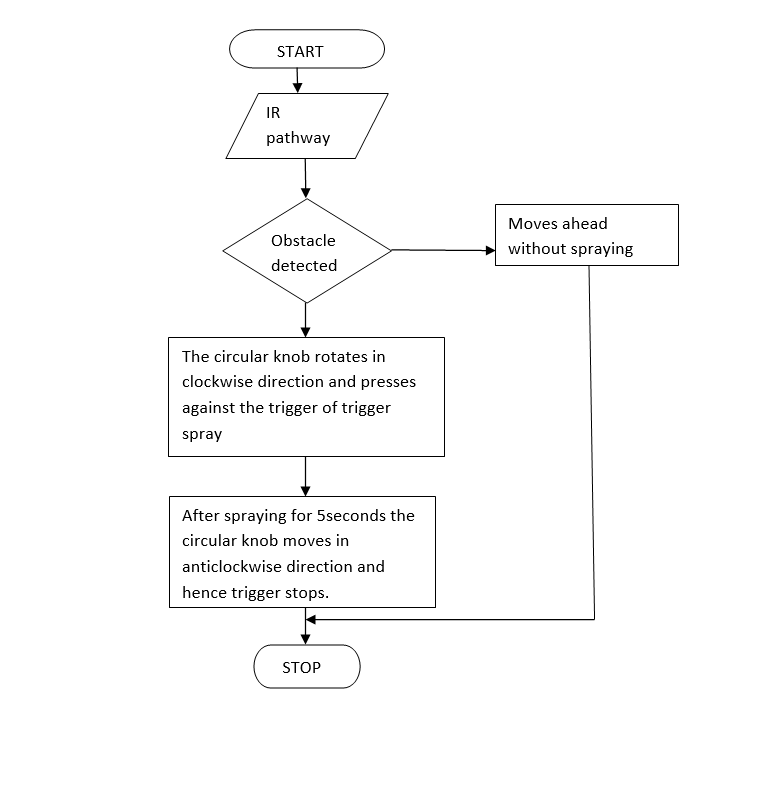 START
IR
pathway
Obstacle
detected
Moves ahead
without spraying
The circular knob rotates in
clockwise direction and presses
against the trigger of trigger
spray
After spraying for 5seconds the
circular knob moves in
anticlockwise direction and
hence trigger stops.
STOP